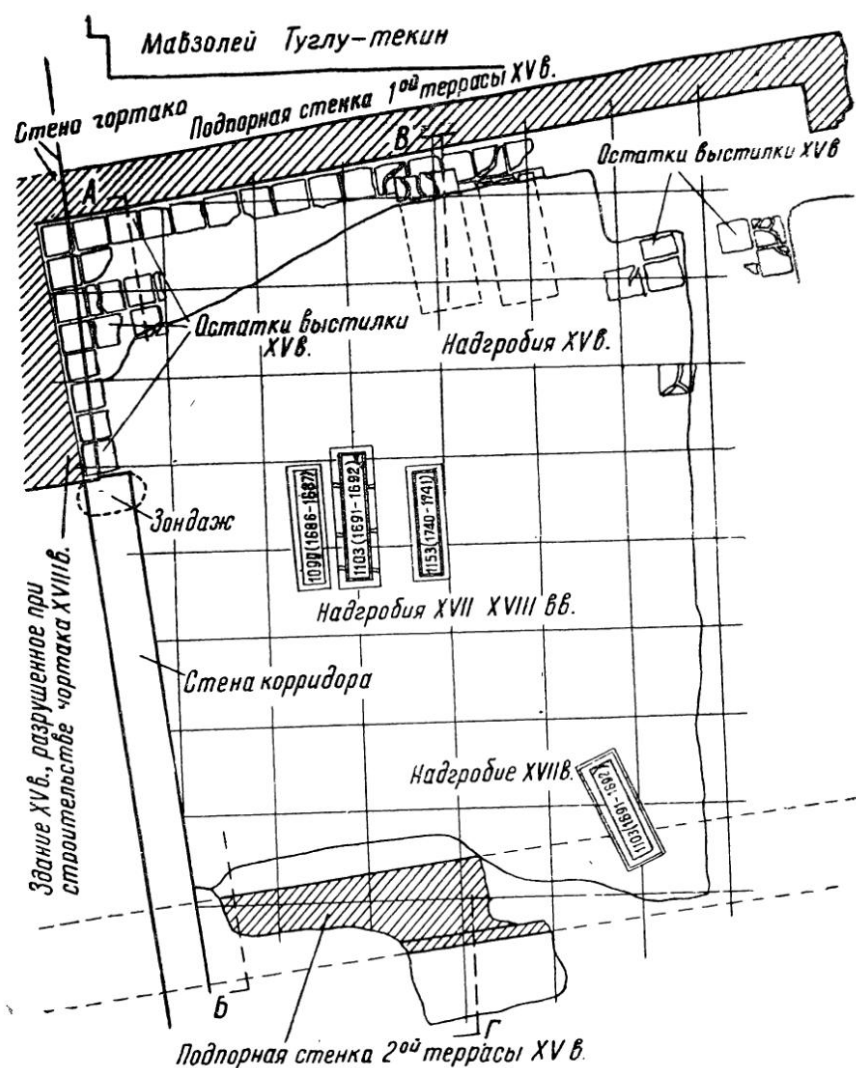 Мавзолей Туглу-текин
Подпорная стенка 1ой террасы XV в.
Стена чортака
В
А
Остатки выстилки XV в
Остатки выстилки
XV в.
Надгробия XV в.
1099 (1686-1687)
1103 (1691-1692)
1153 (1740-1741)
Зондаж
Надгробия XVII XVIII вв.
Стена корридора
Здание XV в., разрушенное при
строительстве чортака XVIII в.
Надгробие XVII в.
1103 (1691-1692)
Б
Г
Подпорная стенка 2ой террасы XV в.